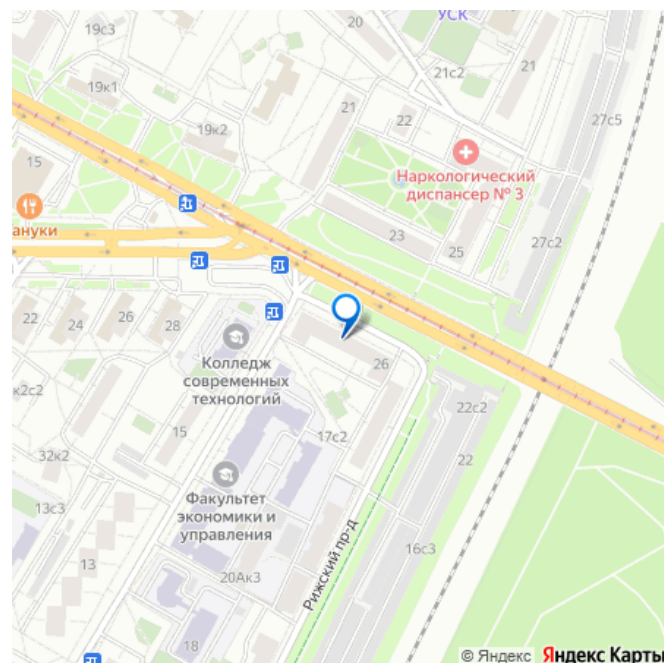 УСК
19с3
20
21
21с2
19к1
27с5
21
22
19к2
Наркологический
диспансер № 3
15
23
25
27с2
ануки
22
24
26
28
Колледж
современных
технологий
26
к2с2
22с2
17с2
15
22
32к2
Факультет
экономики и
управления
13с3
13
16с3
20Ак3
Рижский пр-д
18
© Яндекс Яндекс Карты